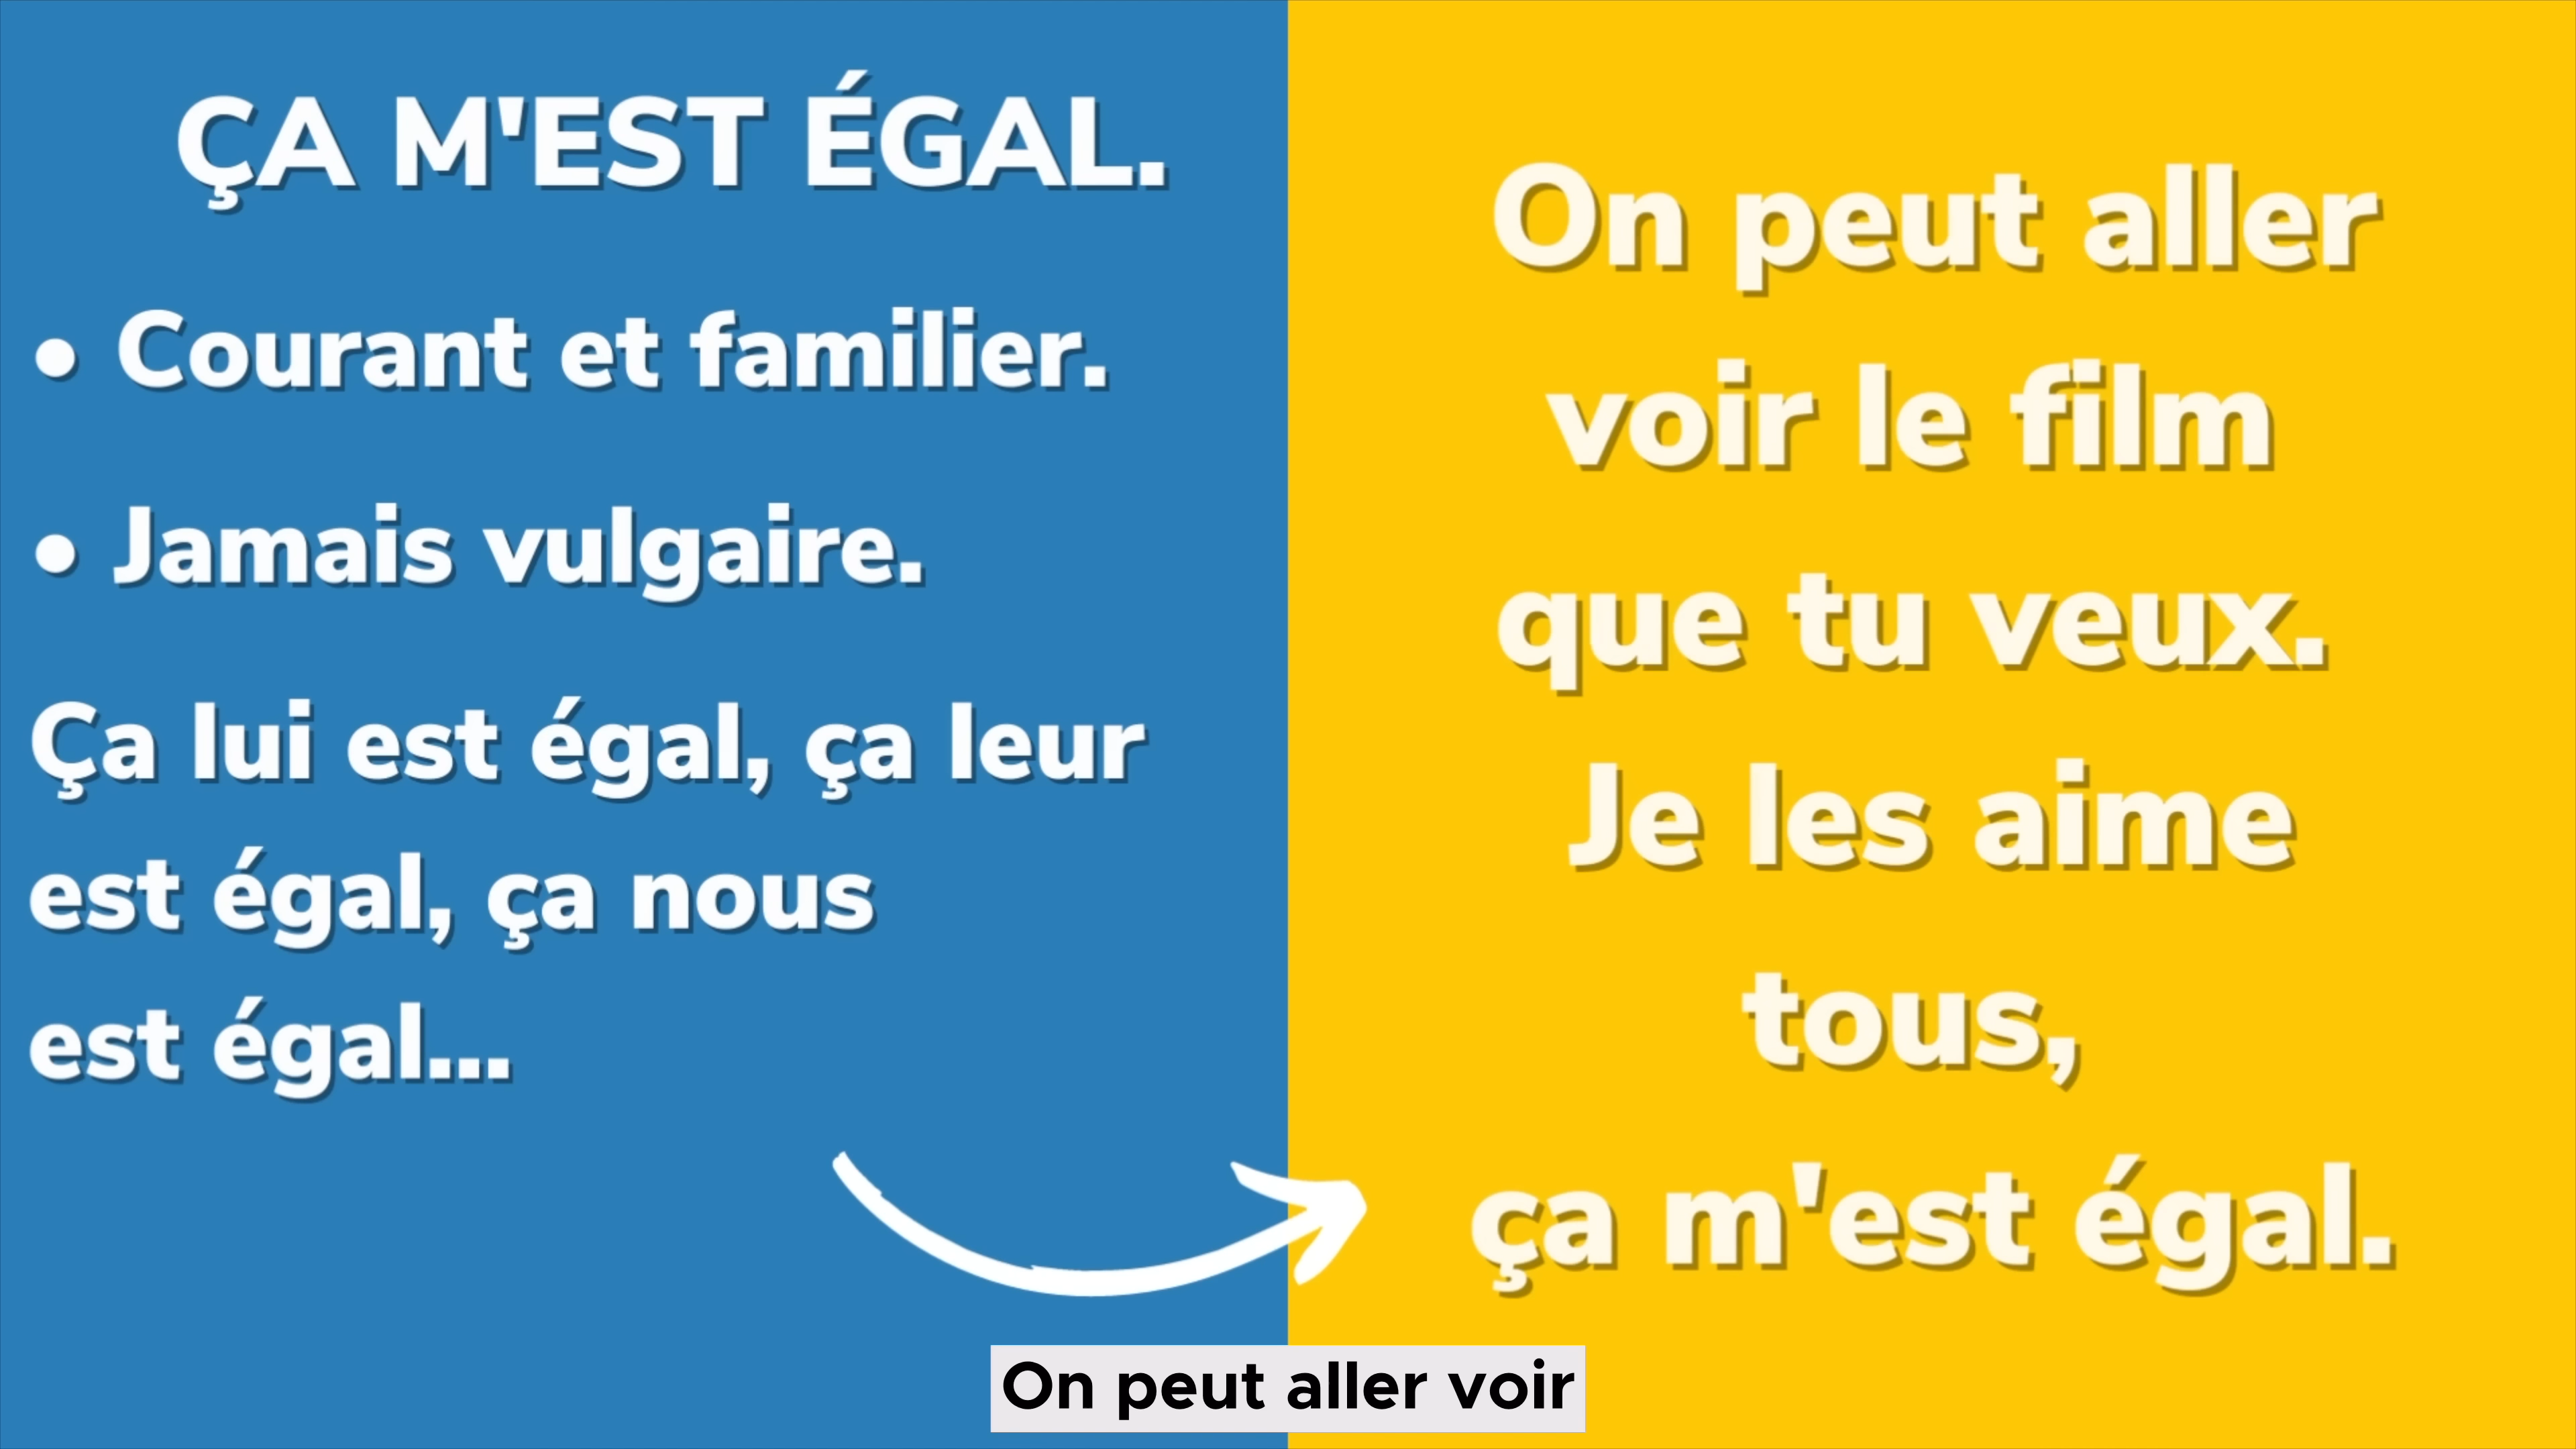 ÇA M'EST ÉGAL.
• Courant et familier.
• Jamais vulgaire.
Ça lui est égal, ça leur
est égal, ça nous
est égal...
On peut aller
voir le film
que tu veux.
Je les aime
tous,
ça m'est égal.
On peut aller voir